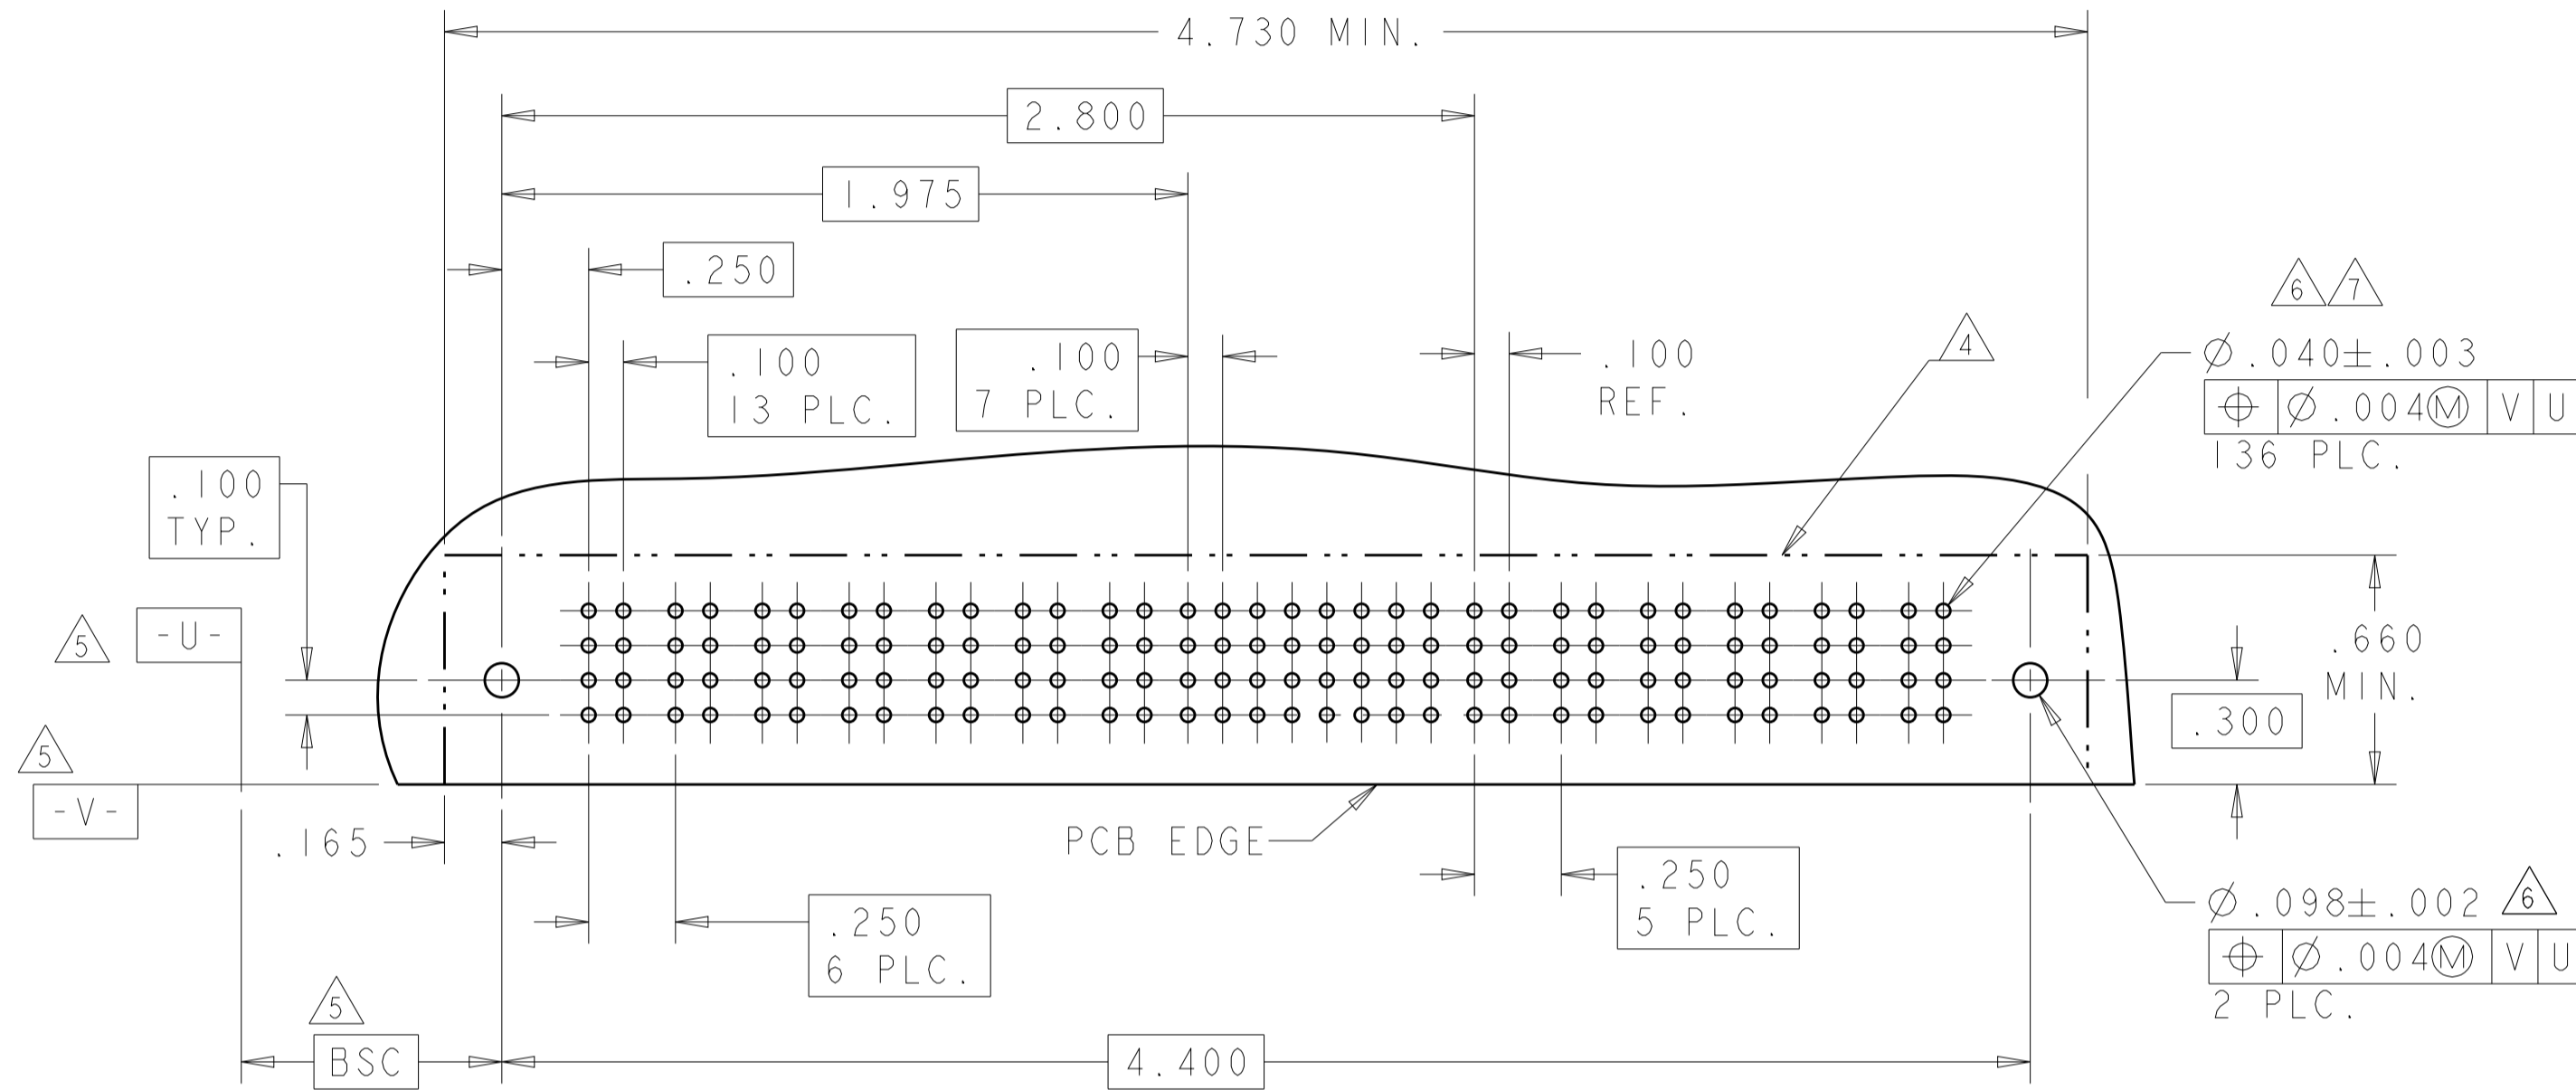 4.730 MIN.
2.800
1.975
.250
6 7
.100
13 PLC.
.100
7 PLC.
.100
REF.
4
⌀.040±.003
⌖ ⌀.004Ⓜ V U
136 PLC.
.100
TYP.
5
-U-
.660
MIN.
.300
5
-V-
.165
PCB EDGE
.250
5 PLC.
.250
6 PLC.
⌀.098±.002 6
⌖ ⌀.004Ⓜ V U
2 PLC.
5
BSC
4.400